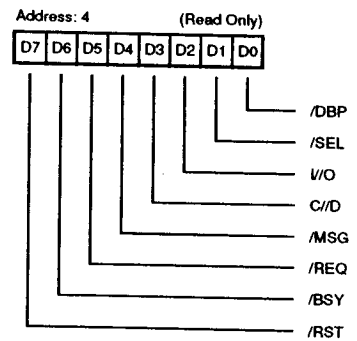 Address: 4 (Read Only)
D7 D6 D5 D4 D3 D2 D1 D0
/DBP
/SEL
I//O
C//D
/MSG
/REQ
/BSY
/RST